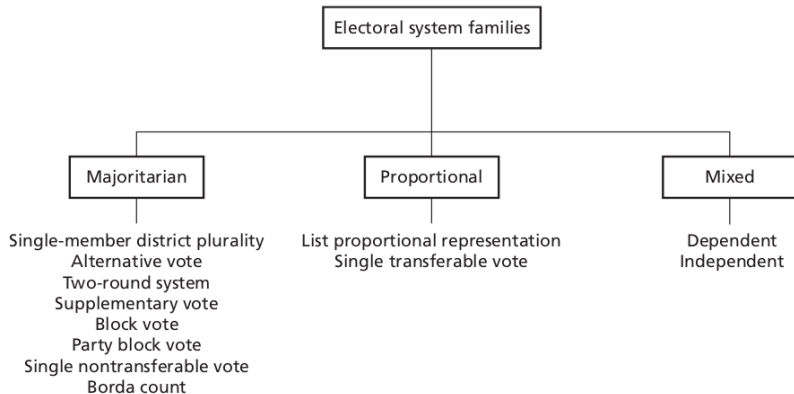 Electoral system families
Majoritarian
Proportional
Mixed
Single-member district plurality
Alternative vote
Two-round system
Supplementary vote
Block vote
Party block vote
Single nontransferable vote
Borda count
List proportional representation
Single transferable vote
Dependent
Independent